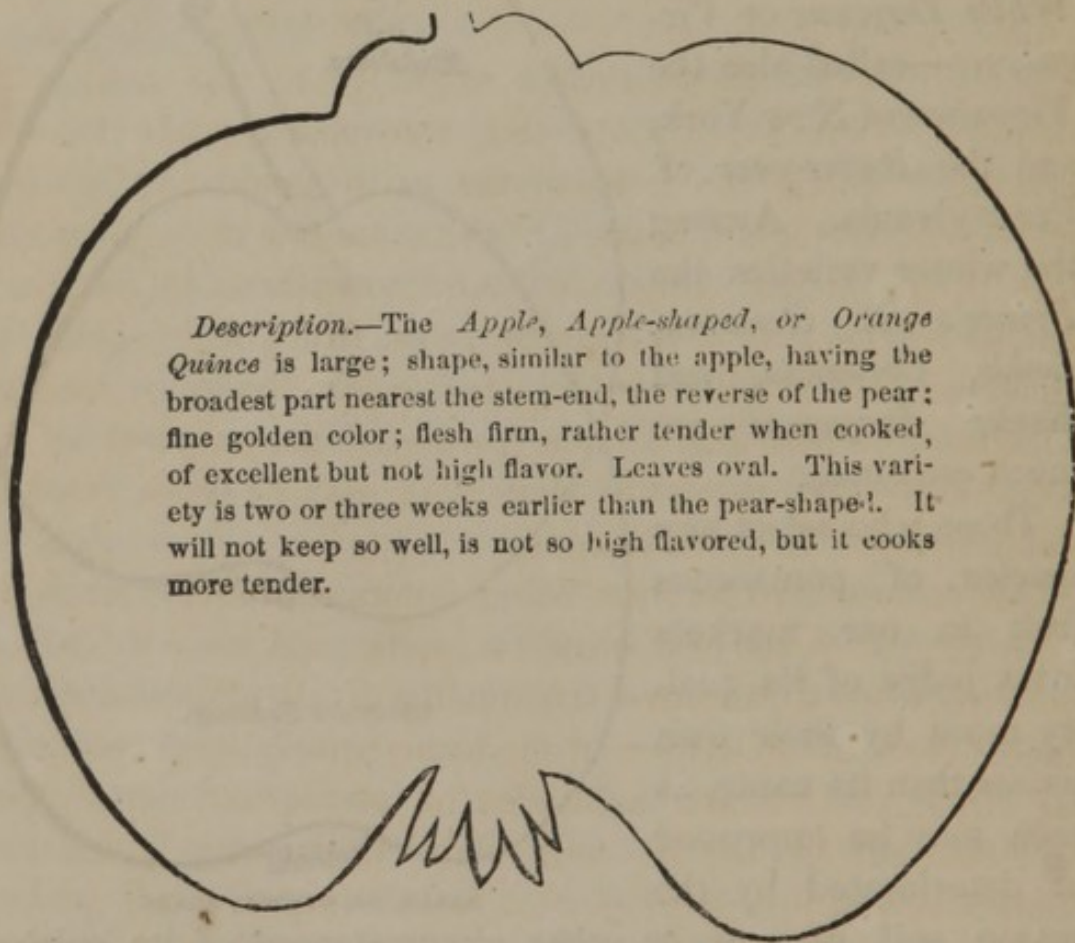 Description.—The Apple, Apple-shaped, or Orange
Quince is large; shape, similar to the apple, having the
broadest part nearest the stem-end, the reverse of the pear;
fine golden color; flesh firm, rather tender when cooked,
of excellent but not high flavor. Leaves oval. This vari-
ety is two or three weeks earlier than the pear-shaped. It
will not keep so well, is not so high flavored, but it cooks
more tender.